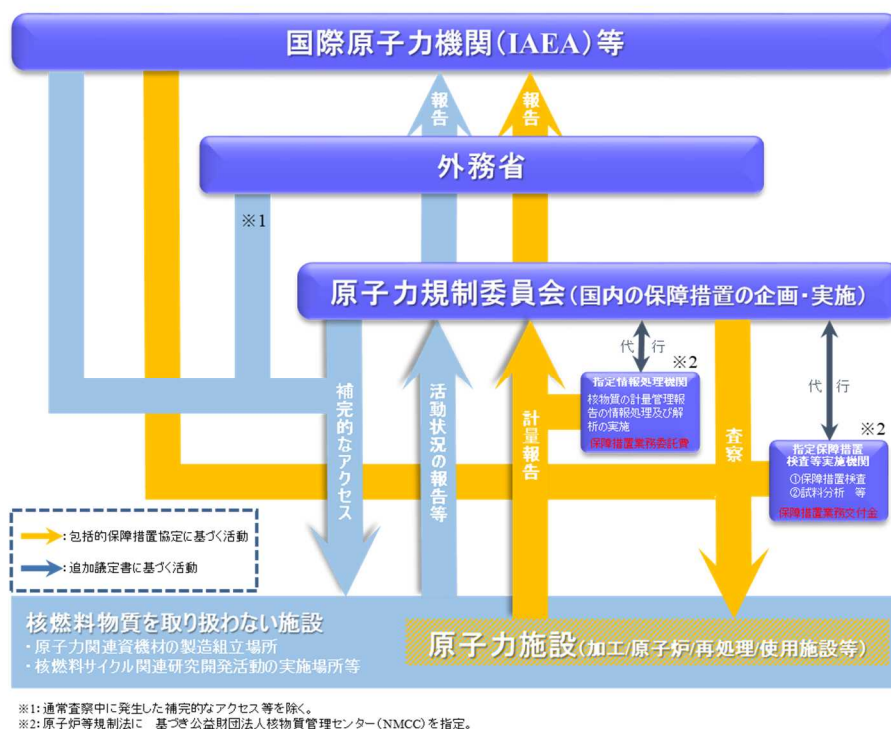 国際原子力機関(IAEA)等
報告
報告
外務省
※1
原子力規制委員会(国内の保障措置の企画・実施)
代行
※2
指定情報処理機関
核物質の計量管理報
告の情報処理及び解
析の実施
保障措置業務委託費
代行
※2
指定保障措置
検査等実施機関
①保障措置検査
②試料分析 等
保障措置業務交付金
補完的なアクセス
活動状況の報告等
計量報告
査察
:包括的保障措置協定に基づく活動
:追加議定書に基づく活動
核燃料物質を取り扱わない施設
・原子力関連資機材の製造組立場所
・核燃料サイクル関連研究開発活動の実施場所等
原子力施設(加工/原子炉/再処理/使用施設等)
※1:通常査察中に発生した補完的なアクセス等を除く。
※2:原子炉等規制法に 基づき公益財団法人核物質管理センター(NMCC)を指定。